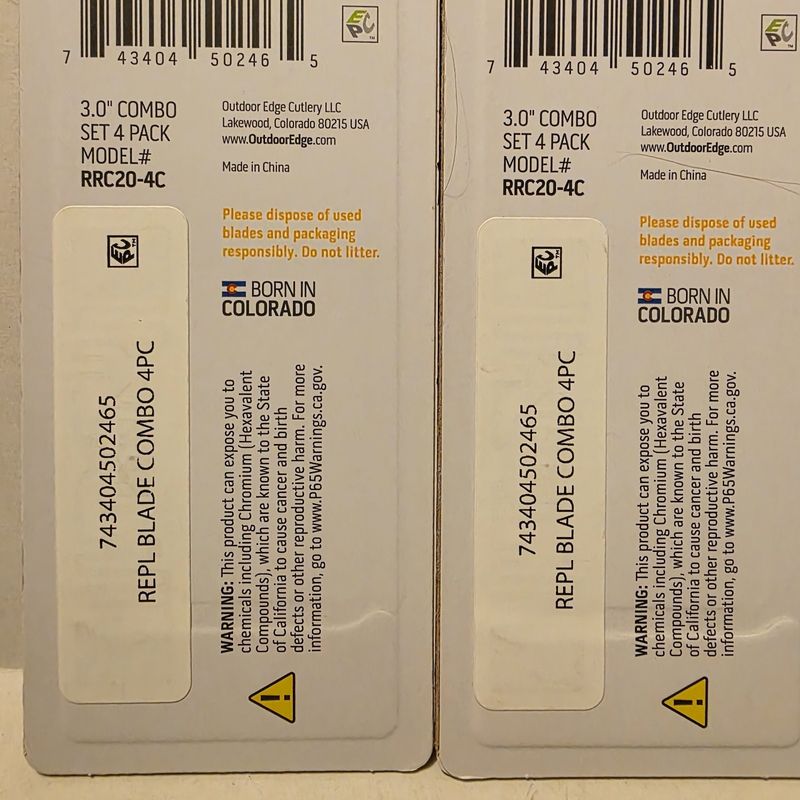 7 43404 50246 5
EPC™
3.0" COMBO
SET 4 PACK
MODEL#
RRC20-4C
Outdoor Edge Cutlery LLC
Lakewood, Colorado 80215 USA
www.OutdoorEdge.com
Made in China
Please dispose of used
blades and packaging
responsibly. Do not litter.
BORN IN
COLORADO
EPC™
743404502465
REPL BLADE COMBO 4PC
WARNING: This product can expose you to
chemicals including Chromium (Hexavalent
Compounds), which are known to the State
of California to cause cancer and birth
defects or other reproductive harm. For more
information, go to www.P65Warnings.ca.gov.
!
7 43404 50246 5
EPC™
3.0" COMBO
SET 4 PACK
MODEL#
RRC20-4C
Outdoor Edge Cutlery LLC
Lakewood, Colorado 80215 USA
www.OutdoorEdge.com
Made in China
Please dispose of used
blades and packaging
responsibly. Do not litter.
BORN IN
COLORADO
EPC™
743404502465
REPL BLADE COMBO 4PC
WARNING: This product can expose you to
chemicals including Chromium (Hexavalent
Compounds), which are known to the State
of California to cause cancer and birth
defects or other reproductive harm. For more
information, go to www.P65Warnings.ca.gov.
!